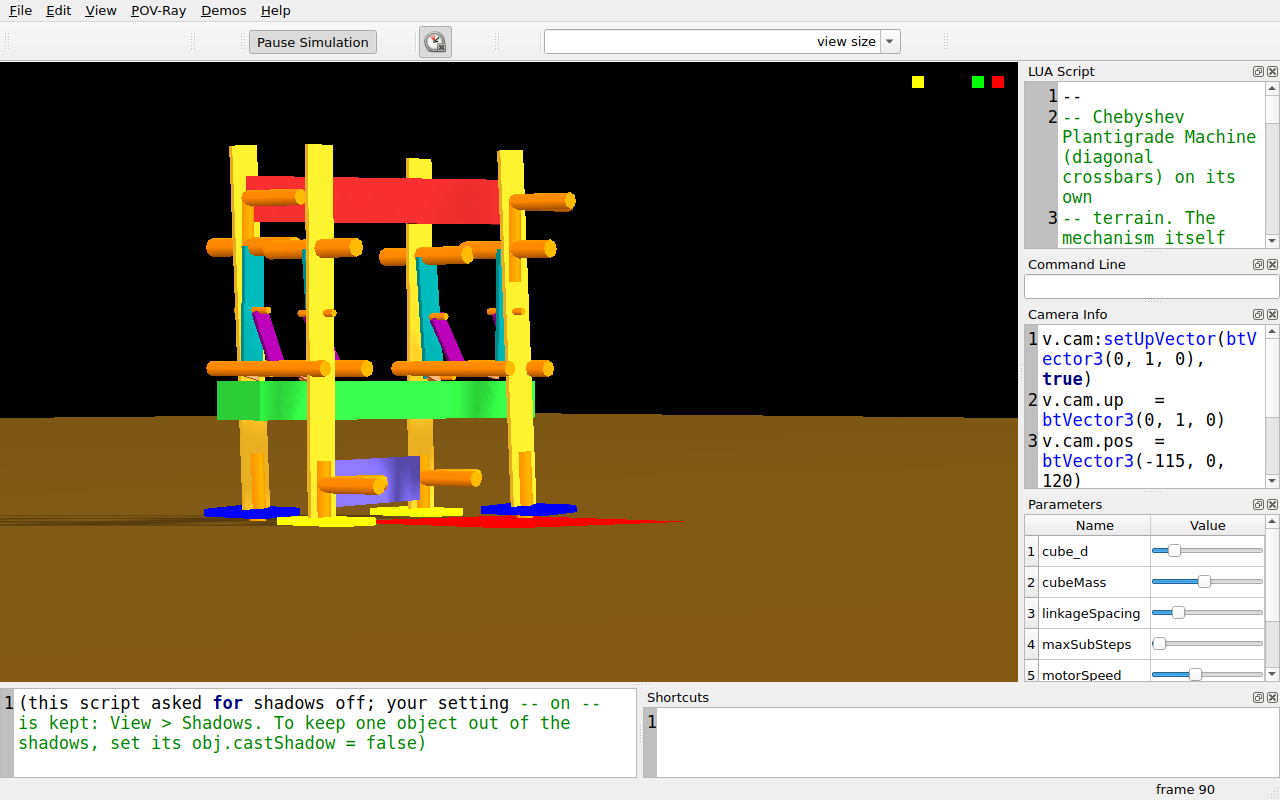 File Edit View POV-Ray Demos Help
Pause Simulation
view size
LUA Script
1 --
2 -- Chebyshev
Plantigrade Machine
(diagonal
crossbars) on its
own
3 -- terrain. The
mechanism itself
Command Line
Camera Info
1 v.cam:setUpVector(btV
ector3(0, 1, 0),
true)
2 v.cam.up   =
btVector3(0, 1, 0)
3 v.cam.pos  =
btVector3(-115, 0,
120)
Parameters
Name Value
1 cube_d
2 cubeMass
3 linkageSpacing
4 maxSubSteps
5 motorSpeed
1 (this script asked for shadows off; your setting -- on --
is kept: View > Shadows. To keep one object out of the
shadows, set its obj.castShadow = false)
Shortcuts
1
frame 90